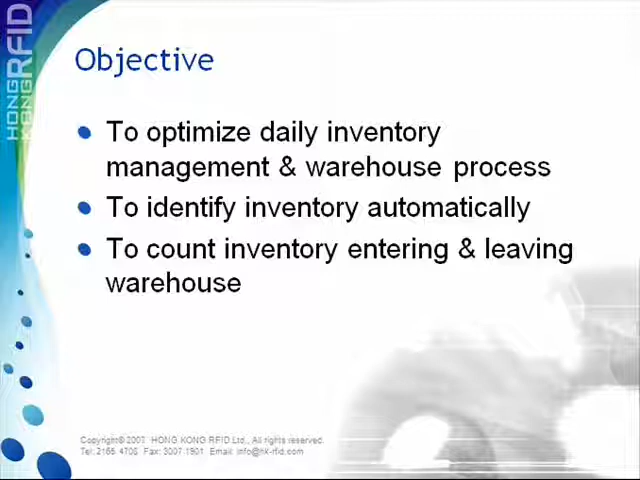 HONG KONG RFID
Objective
To optimize daily inventory
management & warehouse process
To identify inventory automatically
To count inventory entering & leaving
warehouse
Copyright© 2007 HONG KONG RFID Ltd., All rights reserved.
Tel: 2165 4706 Fax: 3007 1901 Email: info@hk-rfid.com